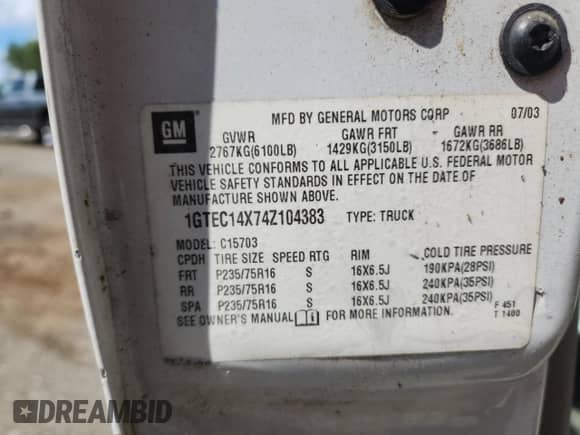 MFD BY GENERAL MOTORS CORP 07/03
GM
GVWR GAWR FRT GAWR RR
2767KG(6100LB) 1429KG(3150LB) 1672KG(3686LB)
THIS VEHICLE CONFORMS TO ALL APPLICABLE U.S. FEDERAL MOTOR
VEHICLE SAFETY STANDARDS IN EFFECT ON THE DATE OF
MANUFACTURE SHOWN ABOVE.
1GTEC14X74Z104383 TYPE: TRUCK
MODEL: C15703
CPDH TIRE SIZE SPEED RTG RIM COLD TIRE PRESSURE
FRT P235/75R16 S 16X6.5J 190KPA(28PSI)
RR P235/75R16 S 16X6.5J 240KPA(35PSI)
SPA P235/75R16 S 16X6.5J 240KPA(35PSI)
SEE OWNER'S MANUAL FOR MORE INFORMATION.
F 451
T 1400
DREAMBID